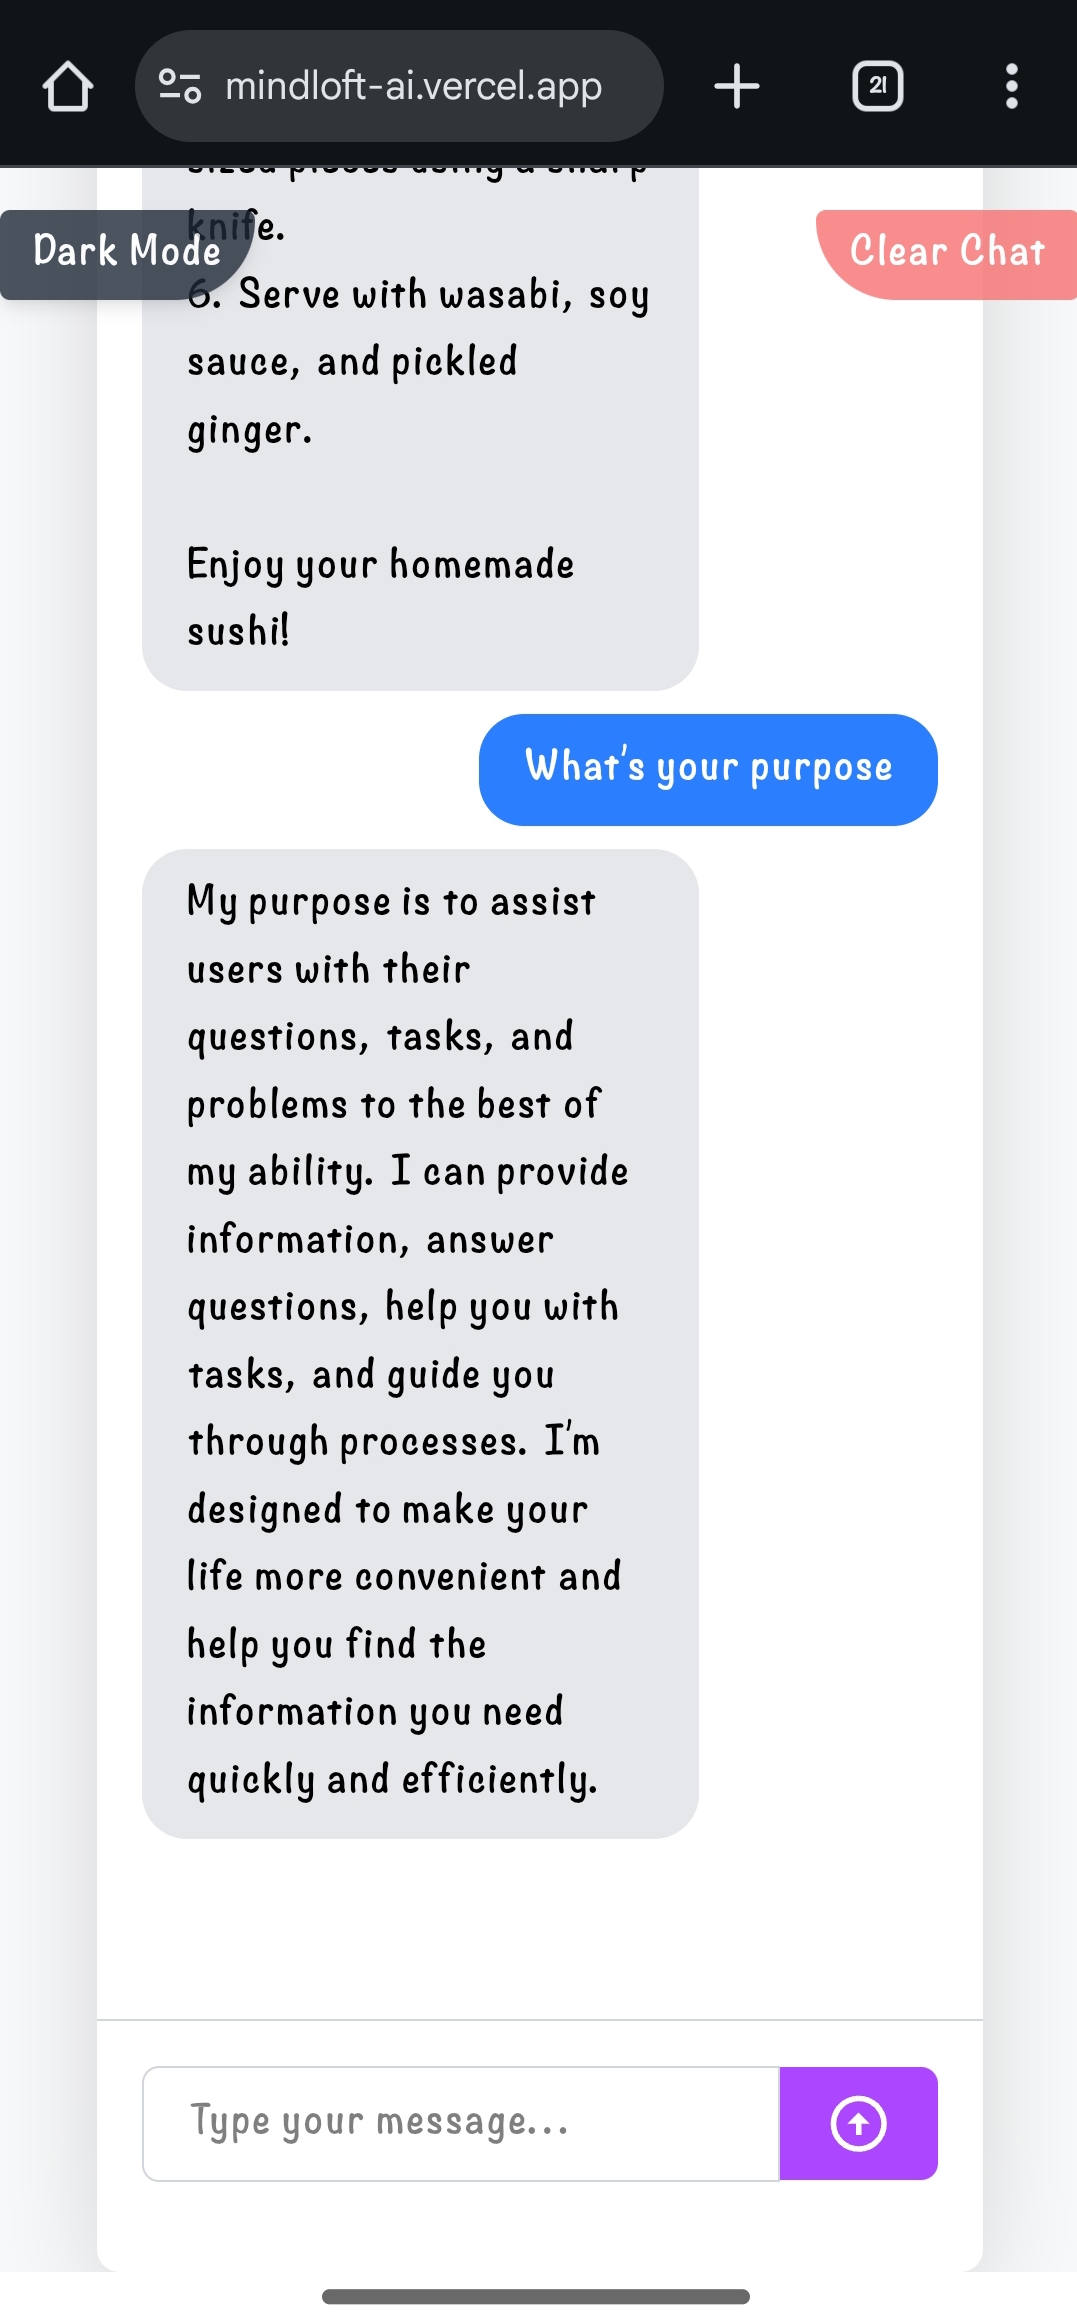 mindloft-ai.vercel.app
21
sized pieces using a sharp
knife.
Dark Mode
Clear Chat
6. Serve with wasabi, soy
sauce, and pickled
ginger.
Enjoy your homemade
sushi!
What's your purpose
My purpose is to assist
users with their
questions, tasks, and
problems to the best of
my ability. I can provide
information, answer
questions, help you with
tasks, and guide you
through processes. I'm
designed to make your
life more convenient and
help you find the
information you need
quickly and efficiently.
Type your message...